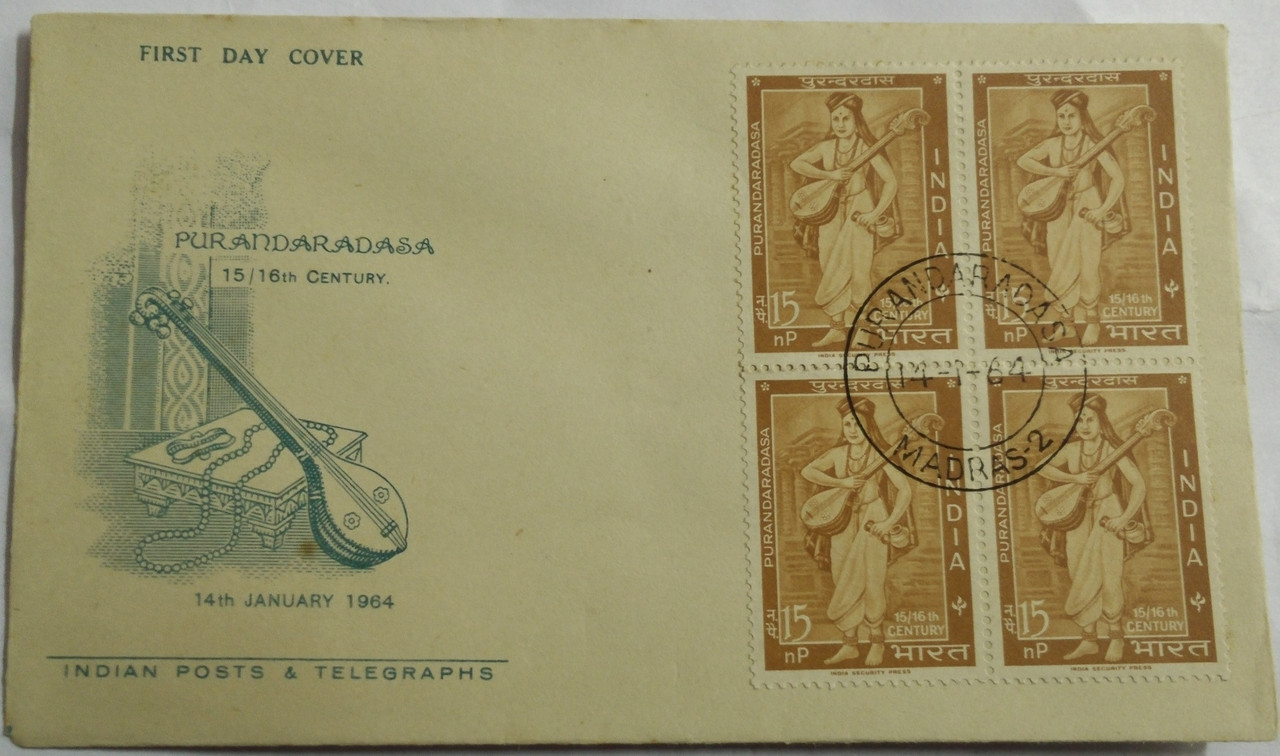 FIRST DAY COVER
PURANDARADASA
15/16th CENTURY.
14th JANUARY 1964
INDIAN POSTS & TELEGRAPHS
पुरन्दरदास
PURANDARADASA
INDIA
15/16th
CENTURY
न.पै. 15
nP
भारत
INDIA SECURITY PRESS
पुरन्दरदास
PURANDARADASA
INDIA
15/16th
CENTURY
न.पै. 15
nP
भारत
INDIA SECURITY PRESS
PURANDARADASA
14-1-64
MADRAS-2
पुरन्दरदास
PURANDARADASA
INDIA
15/16th
CENTURY
न.पै. 15
nP
भारत
INDIA SECURITY PRESS
पुरन्दरदास
PURANDARADASA
INDIA
15/16th
CENTURY
न.पै. 15
nP
भारत
INDIA SECURITY PRESS